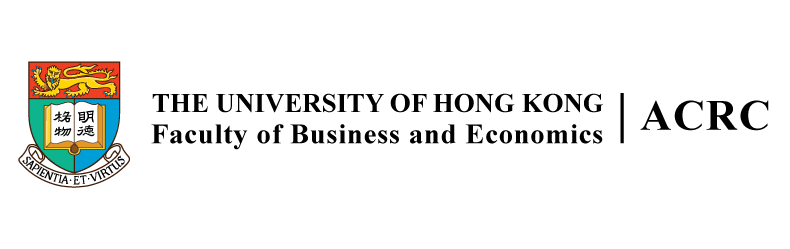 明德
格物
SAPIENTIA·ET·VIRTUS
THE UNIVERSITY OF HONG KONG
Faculty of Business and Economics
ACRC